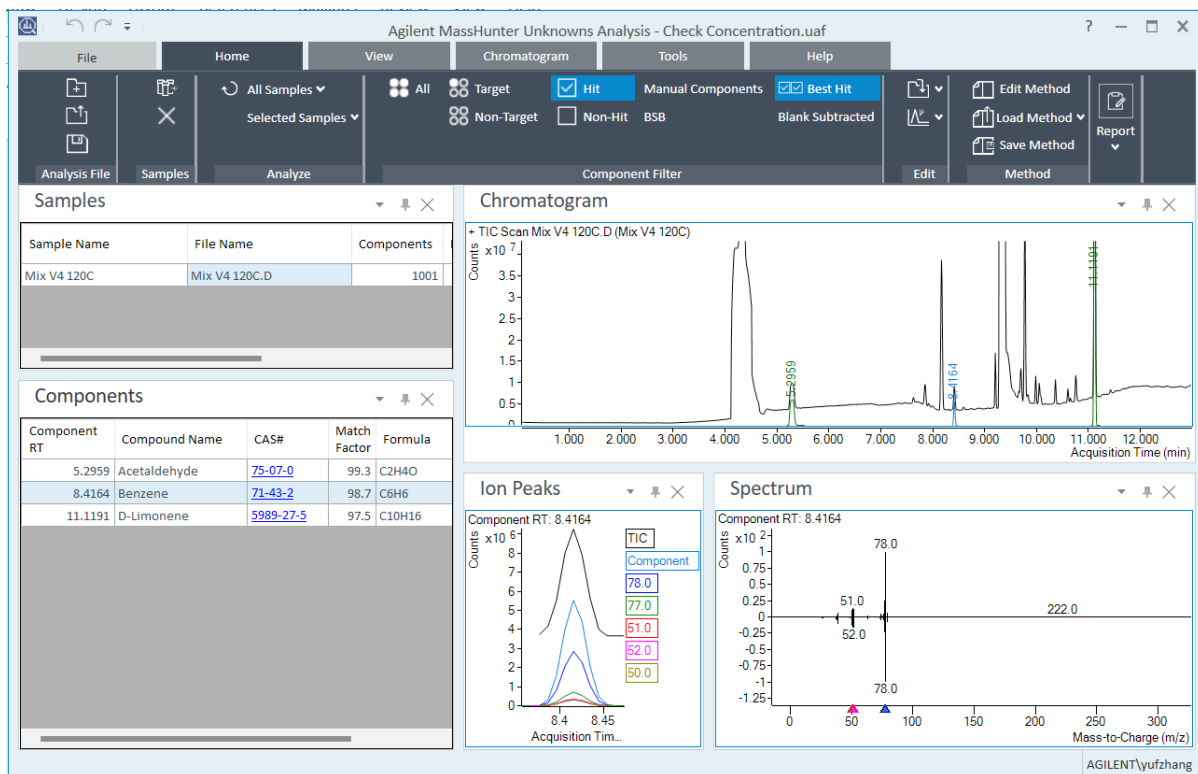 Agilent MassHunter Unknowns Analysis - Check Concentration.uaf
?
File Home View Chromatogram Tools Help
All Samples All Target Hit Manual Components Best Hit Edit Method
Selected Samples Non-Target Non-Hit BSB Blank Subtracted Load Method Report
Save Method
Analysis File Samples Analyze Component Filter Edit Method
Samples
Sample Name File Name Components
Mix V4 120C Mix V4 120C.D 1001
Components
Component RT Compound Name CAS# Match Factor Formula
5.2959 Acetaldehyde 75-07-0 99.3 C2H4O
8.4164 Benzene 71-43-2 98.7 C6H6
11.1191 D-Limonene 5989-27-5 97.5 C10H16
Chromatogram
+ TIC Scan Mix V4 120C.D (Mix V4 120C)
Counts
x10 7
3.5
3
2.5
2
1.5
1
0.5
0
5.2959
8.4164
11.1191
1.000 2.000 3.000 4.000 5.000 6.000 7.000 8.000 9.000 10.000 11.000 12.000
Acquisition Time (min)
Ion Peaks
Component RT: 8.4164
Counts
x10 6
8
7
6
5
4
3
2
1
0
TIC
Component
78.0
77.0
51.0
52.0
50.0
8.4 8.45
Acquisition Tim...
Spectrum
Component RT: 8.4164
Counts
x10 2
1
0.75
0.5
0.25
0
-0.25
-0.5
-0.75
-1
-1.25
78.0
51.0
222.0
52.0
78.0
0 50 100 150 200 250 300
Mass-to-Charge (m/z)
AGILENT\yufzhang